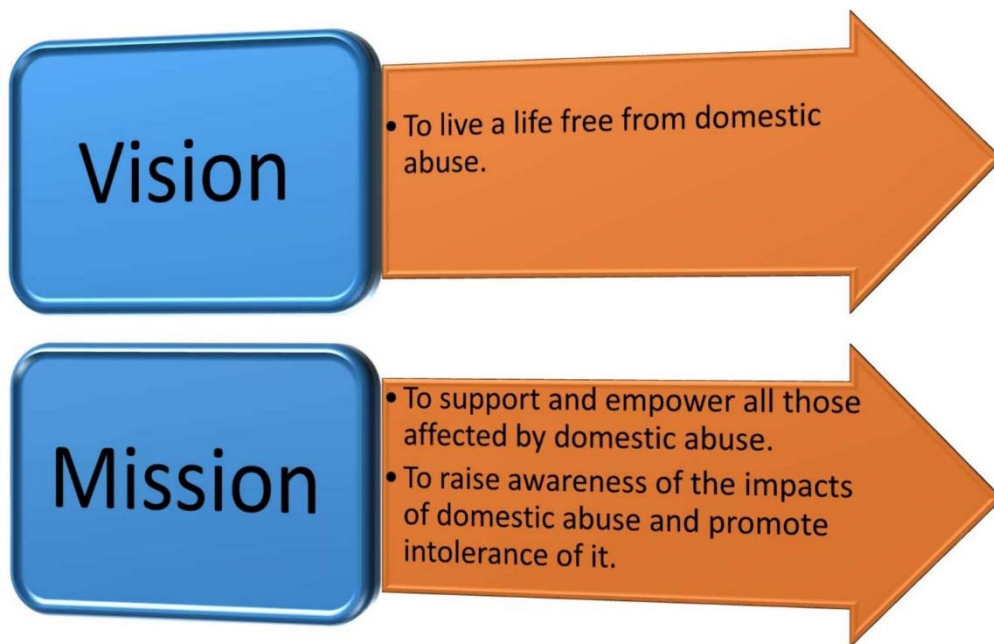 Vision
• To live a life free from domestic
abuse.
Mission
• To support and empower all those
affected by domestic abuse.
• To raise awareness of the impacts
of domestic abuse and promote
intolerance of it.